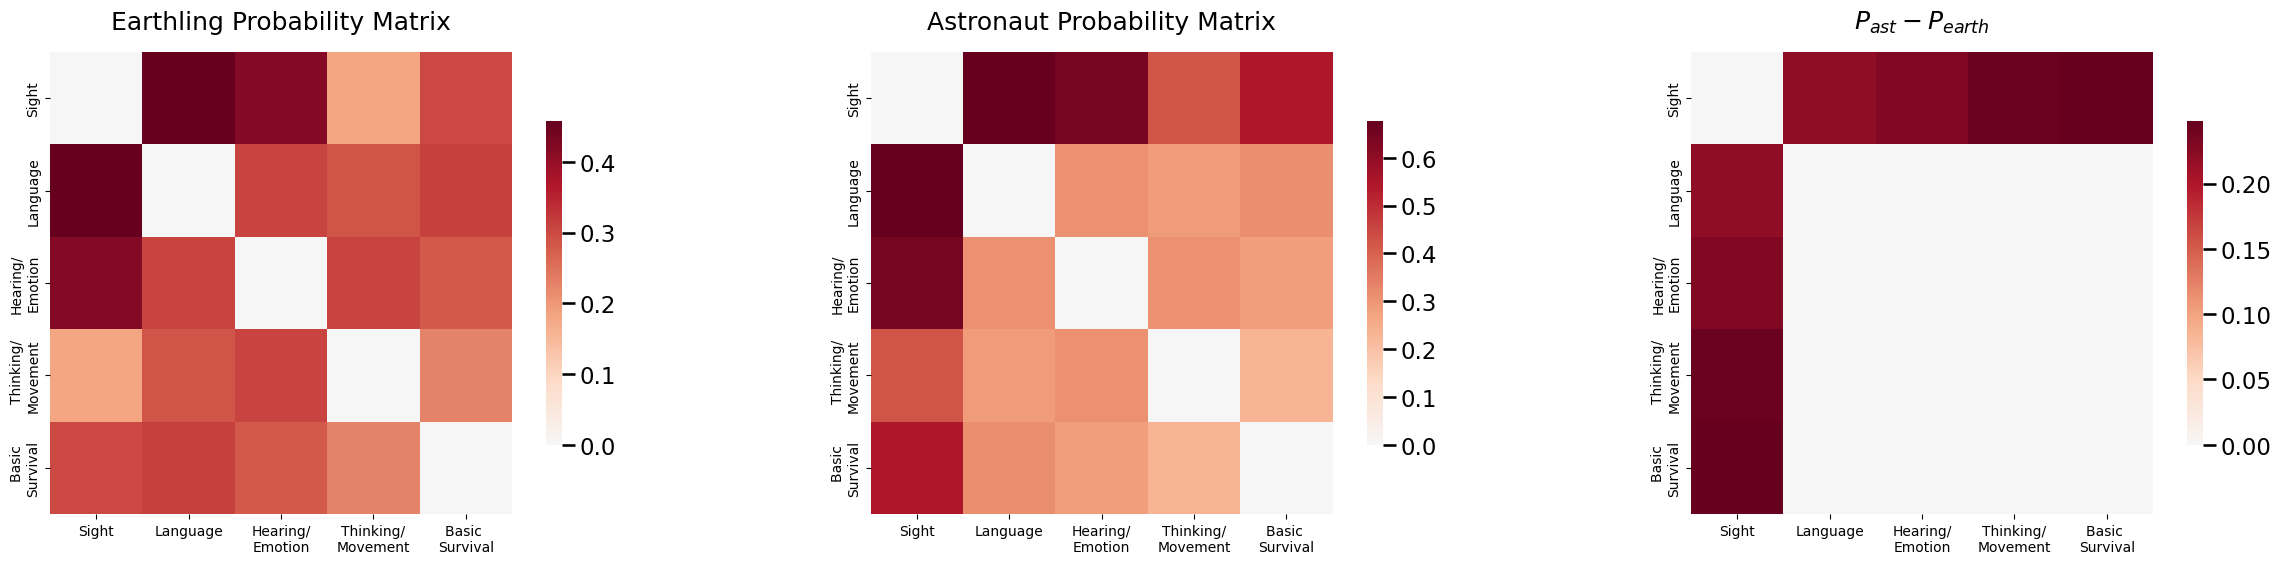 Earthling Probability Matrix
Sight
Language
Hearing/
Emotion
Thinking/
Movement
Basic
Survival
Sight
Language
Hearing/
Emotion
Thinking/
Movement
Basic
Survival
0.4
0.3
0.2
0.1
0.0
Astronaut Probability Matrix
Sight
Language
Hearing/
Emotion
Thinking/
Movement
Basic
Survival
Sight
Language
Hearing/
Emotion
Thinking/
Movement
Basic
Survival
0.6
0.5
0.4
0.3
0.2
0.1
0.0
P_{ast} − P_{earth}
Sight
Language
Hearing/
Emotion
Thinking/
Movement
Basic
Survival
Sight
Language
Hearing/
Emotion
Thinking/
Movement
Basic
Survival
0.20
0.15
0.10
0.05
0.00